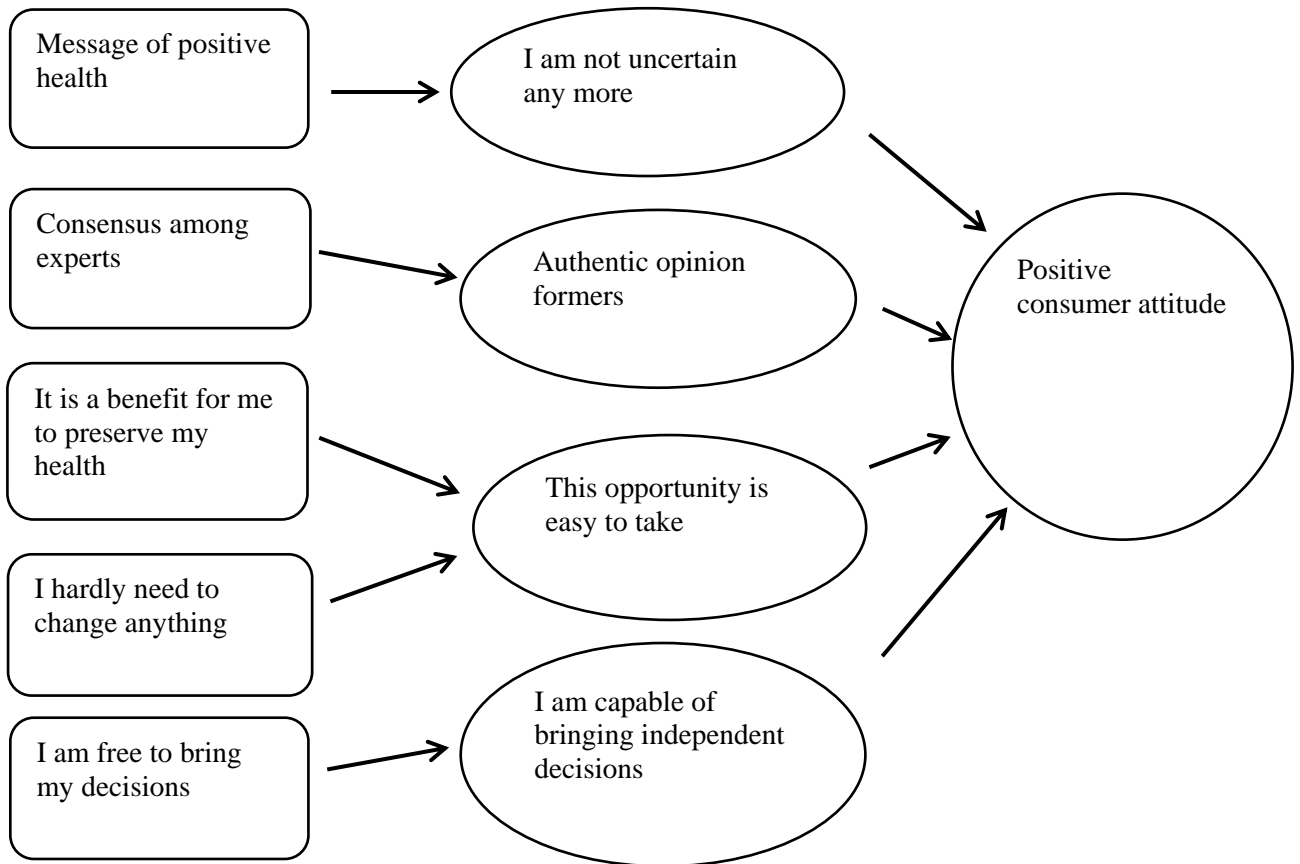 Message of positive
health
I am not uncertain
any more
Consensus among
experts
Authentic opinion
formers
Positive
consumer attitude
It is a benefit for me
to preserve my
health
This opportunity is
easy to take
I hardly need to
change anything
I am capable of
bringing independent
decisions
I am free to bring
my decisions